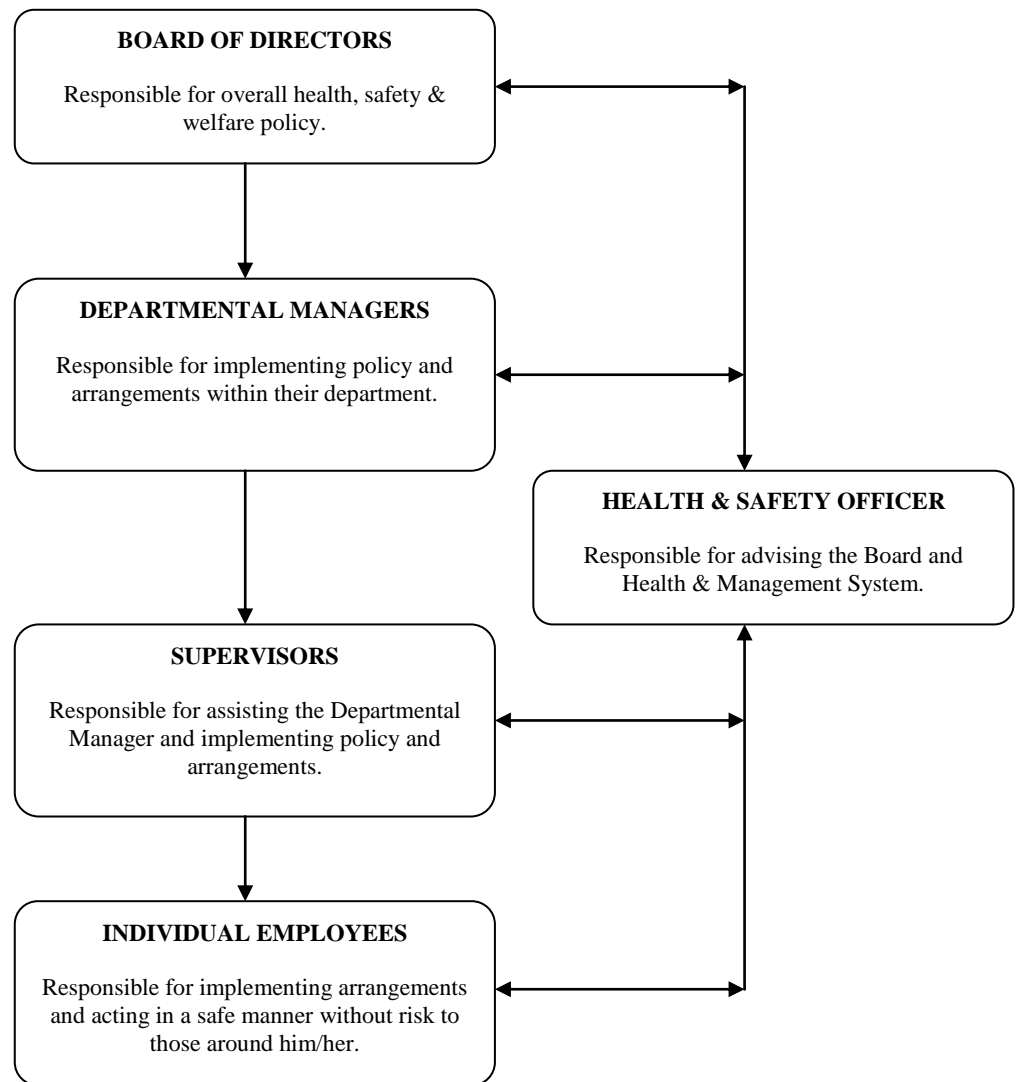 BOARD OF DIRECTORS
Responsible for overall health, safety &
welfare policy.
DEPARTMENTAL MANAGERS
Responsible for implementing policy and
arrangements within their department.
HEALTH & SAFETY OFFICER
Responsible for advising the Board and
Health & Management System.
SUPERVISORS
Responsible for assisting the Departmental
Manager and implementing policy and
arrangements.
INDIVIDUAL EMPLOYEES
Responsible for implementing arrangements
and acting in a safe manner without risk to
those around him/her.